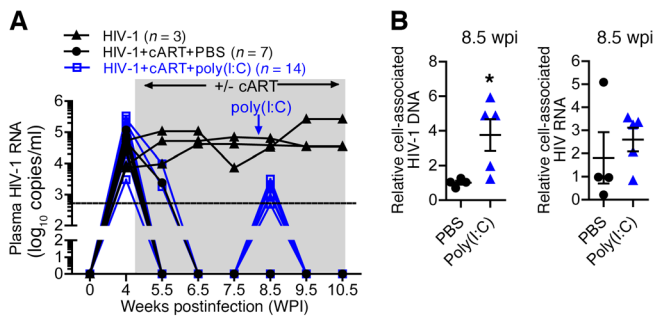 A
HIV-1 (n = 3)
HIV-1+cART+PBS (n = 7)
HIV-1+cART+poly(I:C) (n = 14)
+/- cART
poly(I:C)
Plasma HIV-1 RNA
(log10 copies/ml)
6
5
4
3
2
2
1
0
0 4 5.5 6.5 7.5 8.5 9.5 10.5
Weeks postinfection (WPI)
B
8.5 wpi
Relative cell-associated
HIV-1 DNA
8
6
4
2
0
*
PBS
Poly(I:C)
8.5 wpi
Relative cell-associated
HIV RNA
6
4
2
0
PBS
Poly(I:C)